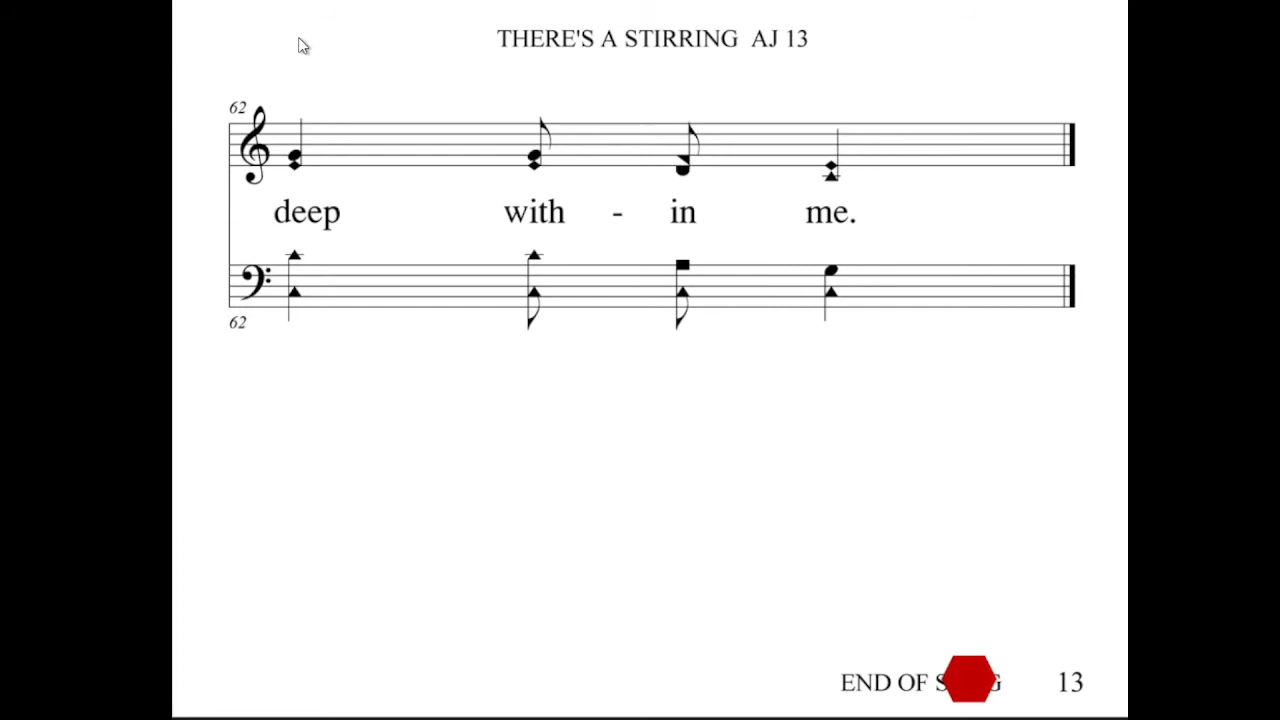 THERE'S A STIRRING AJ 13
62
deep with - in me.
62
END OF
13